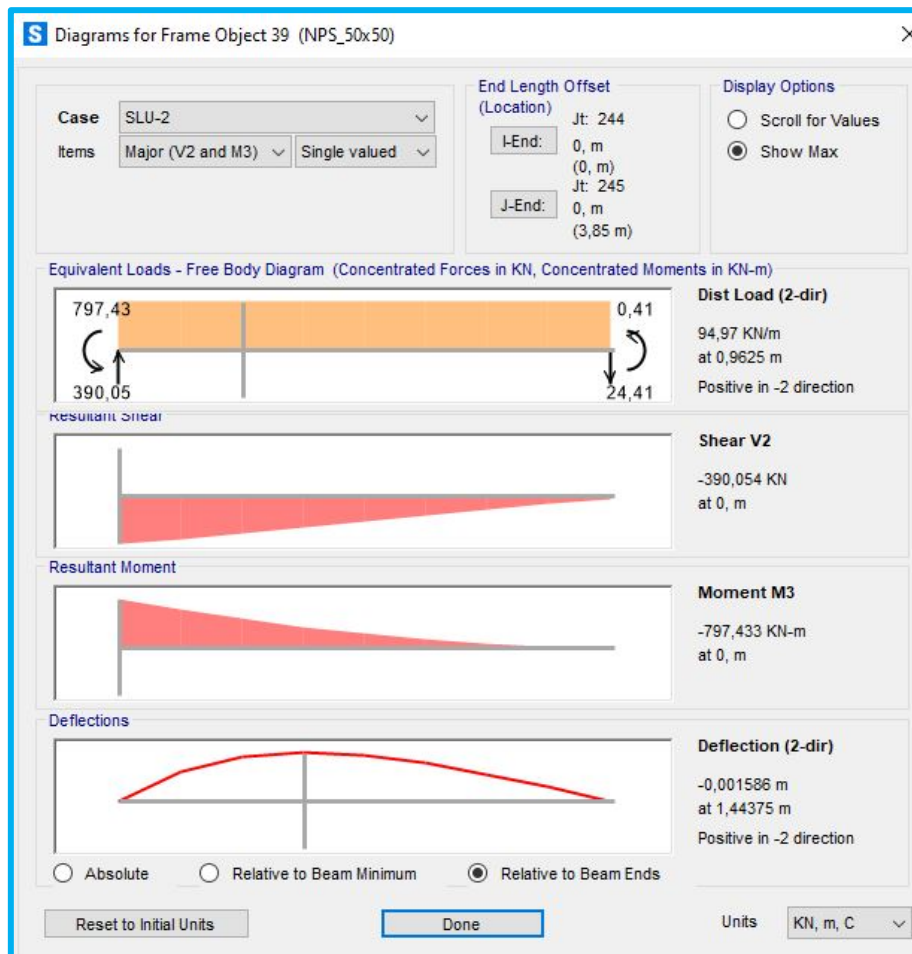 S Diagrams for Frame Object 39 (NPS_50x50)
Case SLU-2
Items Major (V2 and M3) Single valued
End Length Offset
(Location)
I-End: Jt: 244
0, m
(0, m)
J-End: Jt: 245
0, m
(3,85 m)
Display Options
Scroll for Values
Show Max
Equivalent Loads - Free Body Diagram (Concentrated Forces in KN, Concentrated Moments in KN-m)
797,43 0,41
390,05 24,41
Dist Load (2-dir)
94,97 KN/m
at 0,9625 m
Positive in -2 direction
Resultant Shear
Shear V2
-390,054 KN
at 0, m
Resultant Moment
Moment M3
-797,433 KN-m
at 0, m
Deflections
Deflection (2-dir)
-0,001586 m
at 1,44375 m
Positive in -2 direction
Absolute Relative to Beam Minimum Relative to Beam Ends
Reset to Initial Units Done Units KN, m, C